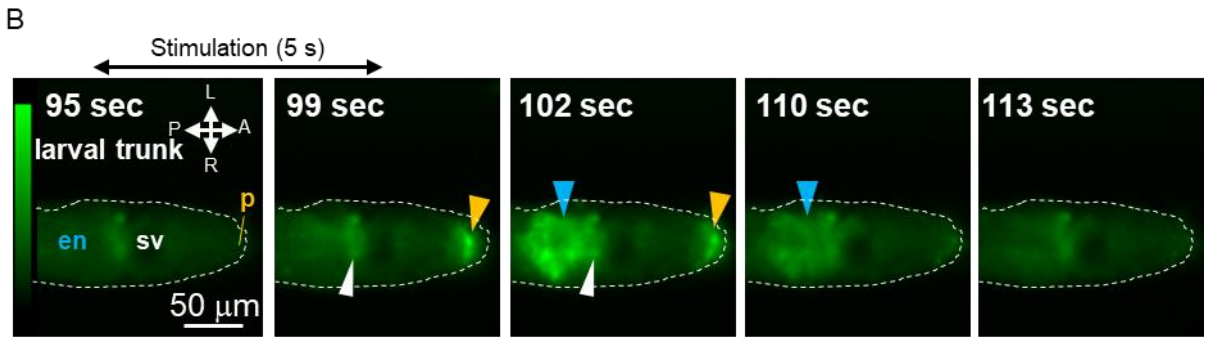 B
Stimulation (5 s)
95 sec
99 sec
102 sec
110 sec
113 sec
L
P A
R
larval trunk
p
en sv
50 μm